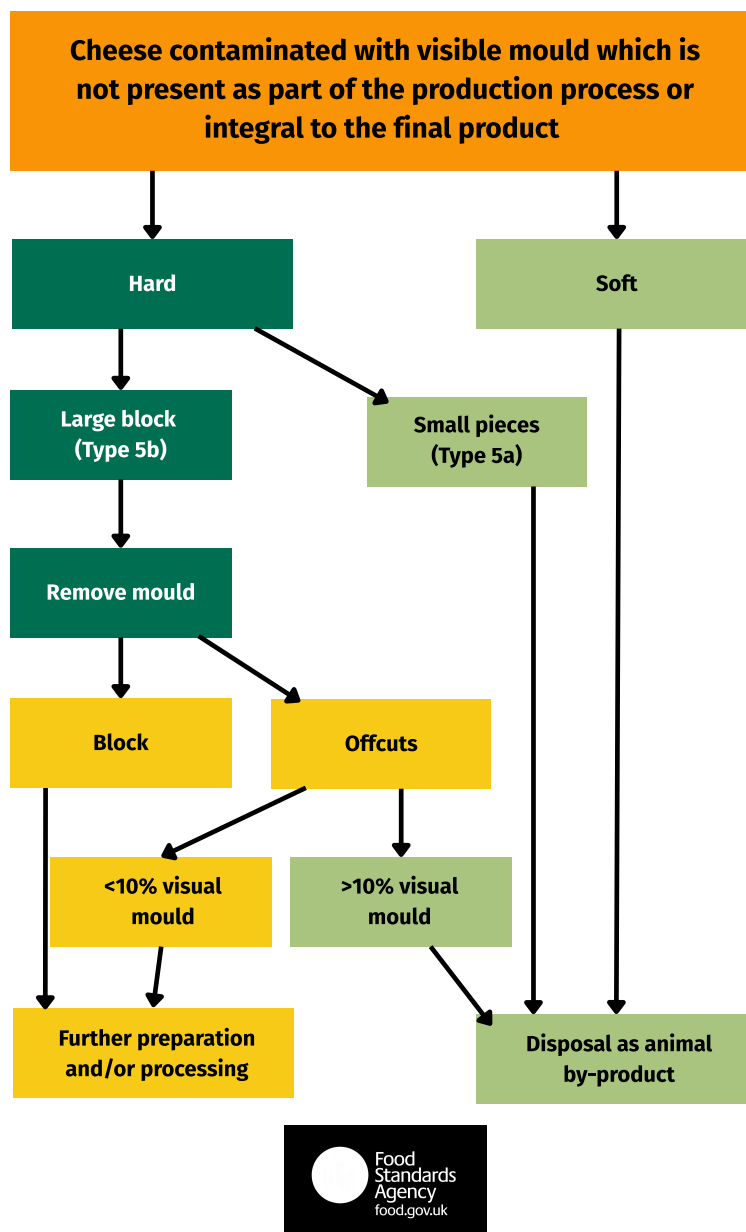 Cheese contaminated with visible mould which is
not present as part of the production process or
integral to the final product
Hard
Soft
Large block
(Type 5b)
Small pieces
(Type 5a)
Remove mould
Block
Offcuts
<10% visual
mould
>10% visual
mould
Further preparation
and/or processing
Disposal as animal
by-product
Food
Standards
Agency
food.gov.uk